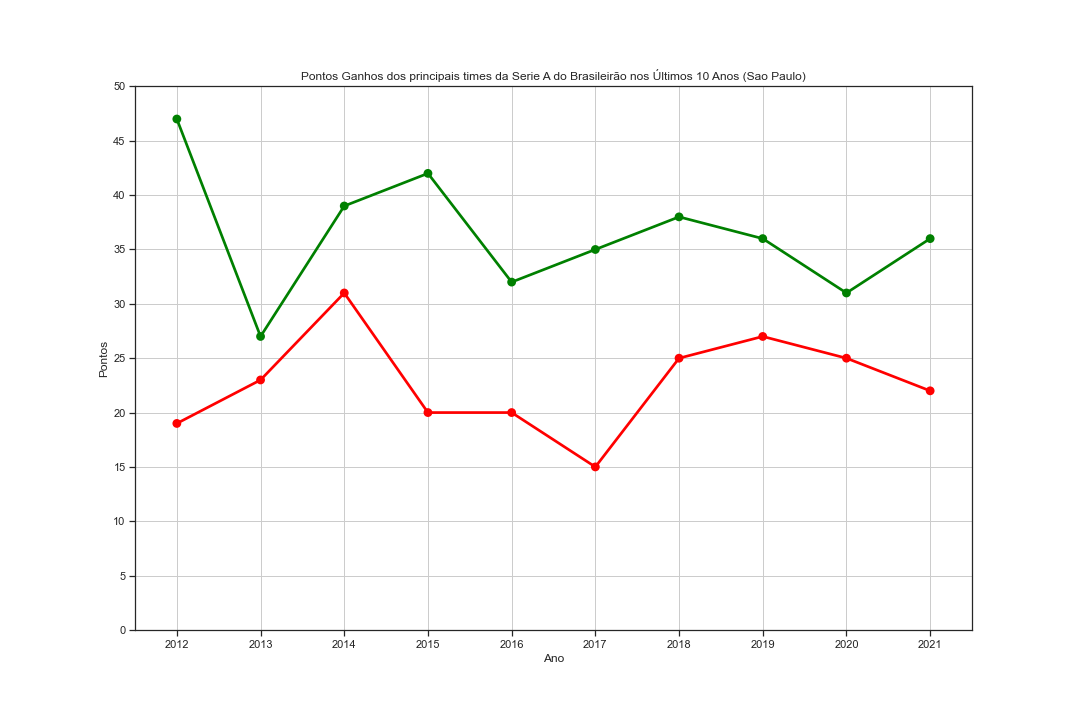 Pontos Ganhos dos principais times da Serie A do Brasileirão nos Últimos 10 Anos (Sao Paulo)
50
45
40
35
30
25
20
15
10
5
0
Pontos
2012 2013 2014 2015 2016 2017 2018 2019 2020 2021
Ano